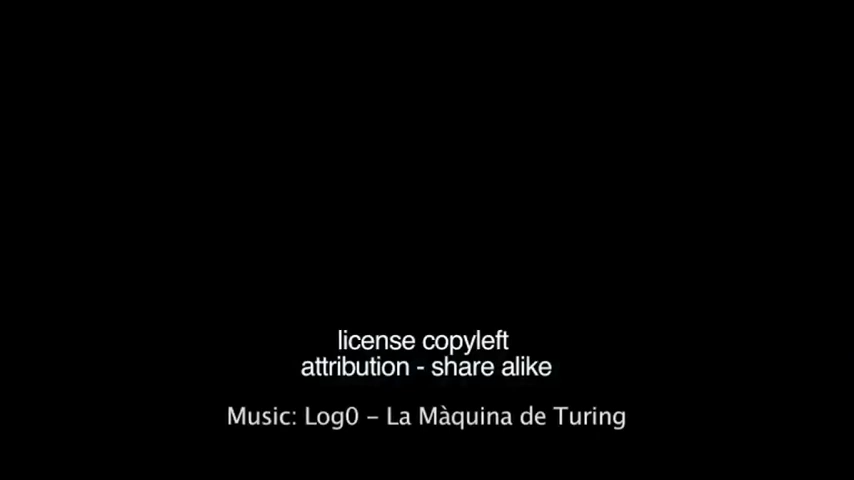 license copyleft
attribution - share alike
Music: Log0 – La Màquina de Turing